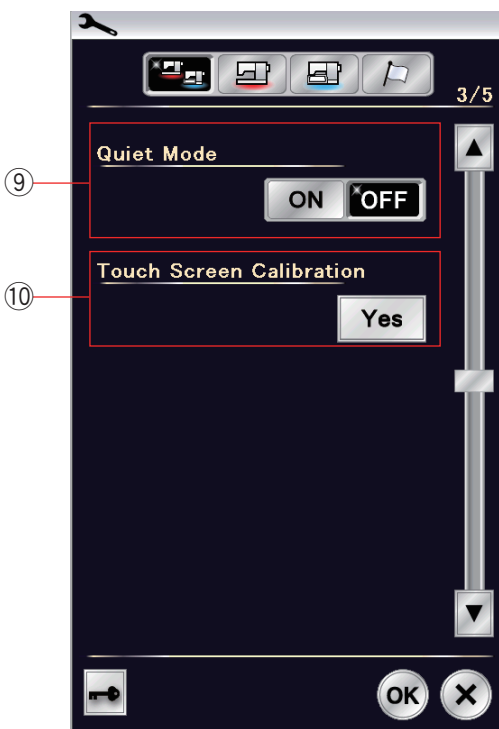 3/5
⑨
Quiet Mode
ON OFF
⑩
Touch Screen Calibration
Yes
OK